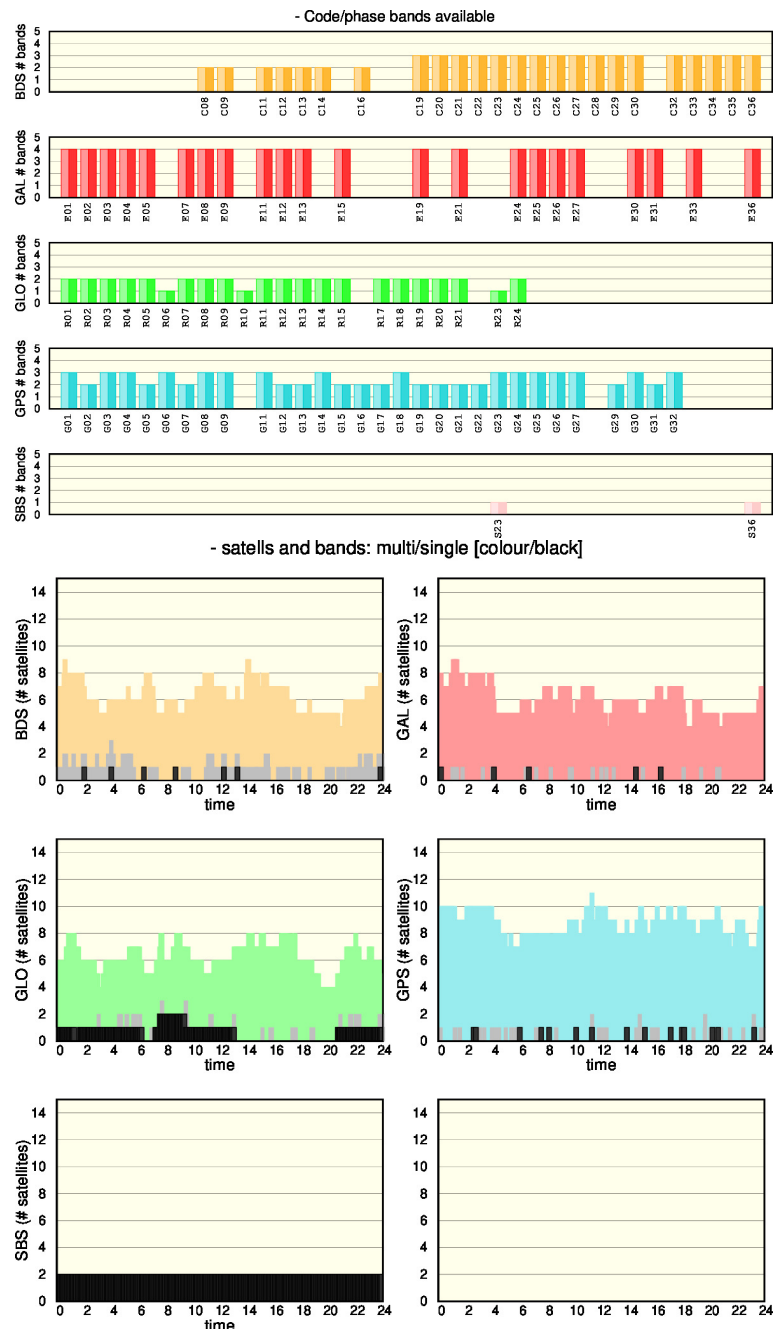 - Code/phase bands available
BDS # bands
5
4
3
2
1
0
C08 C09 C11 C12 C13 C14 C16 C19 C20 C21 C22 C23 C24 C25 C26 C27 C28 C29 C30 C32 C33 C34 C35 C36
GAL # bands
5
4
3
2
1
0
E01 E02 E03 E04 E05 E07 E08 E09 E11 E12 E13 E15 E19 E21 E24 E25 E26 E27 E30 E31 E33 E36
GLO # bands
5
4
3
2
1
0
R01 R02 R03 R04 R05 R06 R07 R08 R09 R10 R11 R12 R13 R14 R15 R17 R18 R19 R20 R21 R23 R24
GPS # bands
5
4
3
2
1
0
G01 G02 G03 G04 G05 G06 G07 G08 G09 G11 G12 G13 G14 G15 G16 G17 G18 G19 G20 G21 G22 G23 G24 G25 G26 G27 G29 G30 G31 G32
SBS # bands
5
4
3
2
1
0
S23 S36
- satells and bands: multi/single [colour/black]
BDS (# satellites)
14
12
10
8
6
4
2
0
0 2 4 6 8 10 12 14 16 18 20 22 24
time
GAL (# satellites)
14
12
10
8
6
4
2
0
0 2 4 6 8 10 12 14 16 18 20 22 24
time
GLO (# satellites)
14
12
10
8
6
4
2
0
0 2 4 6 8 10 12 14 16 18 20 22 24
time
GPS (# satellites)
14
12
10
8
6
4
2
0
0 2 4 6 8 10 12 14 16 18 20 22 24
time
SBS (# satellites)
14
12
10
8
6
4
2
0
0 2 4 6 8 10 12 14 16 18 20 22 24
time
14
12
10
8
6
4
2
0
0 2 4 6 8 10 12 14 16 18 20 22 24